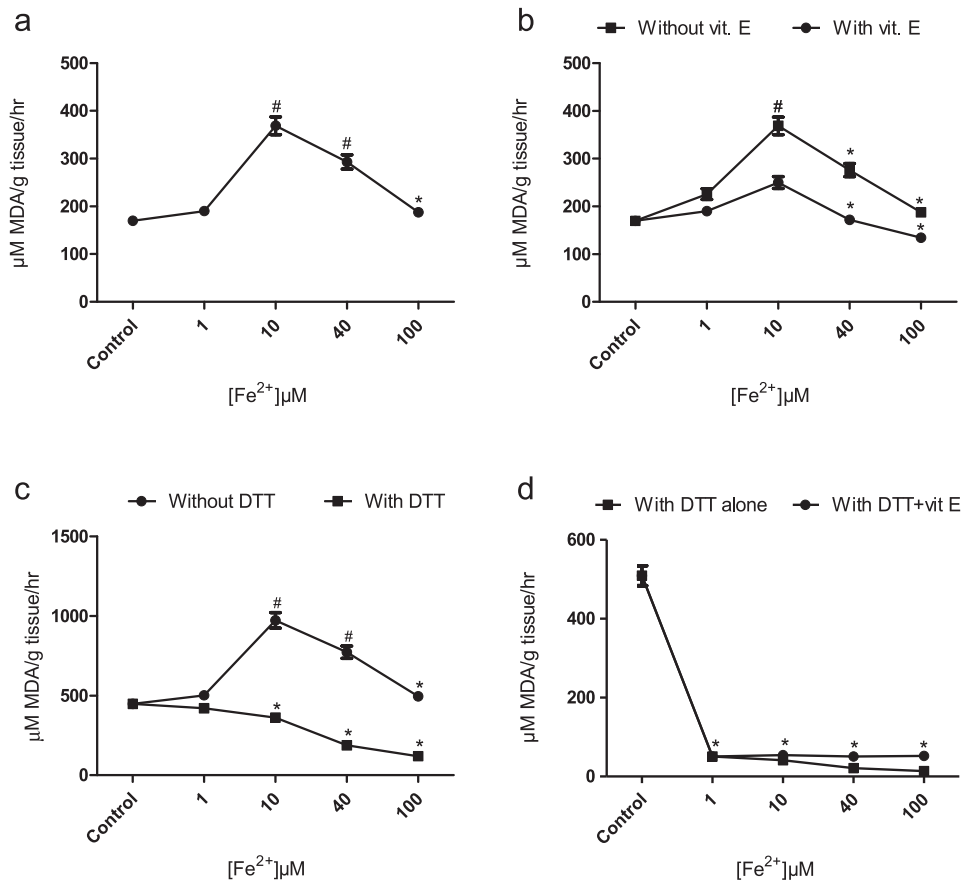 a
500
400
300
200
100
0
µM MDA/g tissue/hr
#
#
*
Control
1
10
40
100
[Fe²⁺]µM
b
Without vit. E
With vit. E
500
400
300
200
100
0
µM MDA/g tissue/hr
#
*
*
*
*
Control
1
10
40
100
[Fe²⁺]µM
c
Without DTT
With DTT
1500
1000
500
0
µM MDA/g tissue/hr
#
#
*
*
*
*
Control
1
10
40
100
[Fe²⁺]µM
d
With DTT alone
With DTT+vit E
600
400
200
0
µM MDA/g tissue/hr
*
*
*
*
Control
1
10
40
100
[Fe²⁺]µM